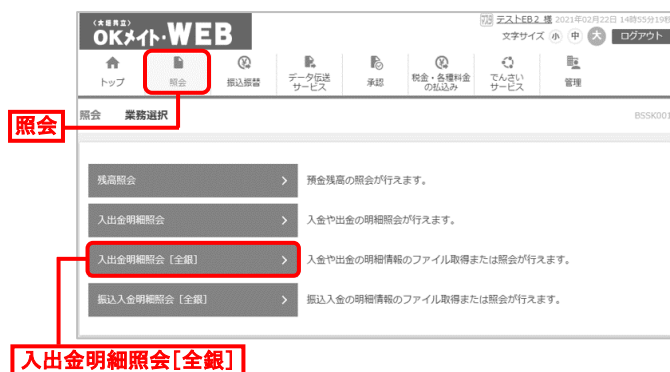 〈大垣共立〉
OKメイト・WEB
テストEB2 様 2021年02月22日 14時55分19秒
文字サイズ 小 中 大 ログアウト
トップ
照会
振込振替
データ伝送
サービス
承認
税金・各種料金
の払込み
でんさい
サービス
管理
照会 業務選択
BSSK001
照会
残高照会
預金残高の照会が行えます。
入出金明細照会
入金や出金の明細照会が行えます。
入出金明細照会［全銀］
入金や出金の明細情報のファイル取得または照会が行えます。
振込入金明細照会［全銀］
振込入金の明細情報のファイル取得または照会が行えます。
入出金明細照会［全銀］